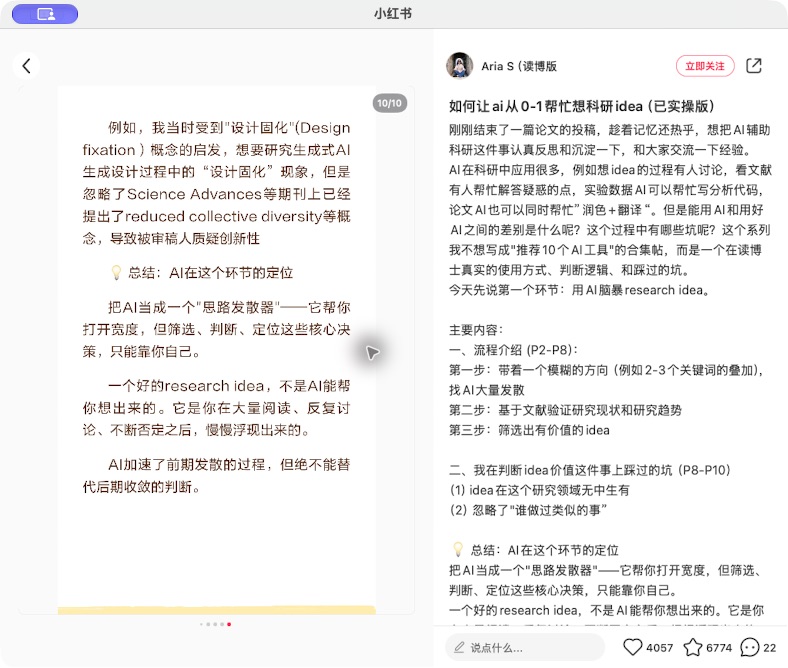 小红书
10/10
例如，我当时受到"设计固化"(Design
fixation）概念的启发，想要研究生成式AI
生成设计过程中的“设计固化”现象，但是
忽略了Science Advances等期刊上已经
提出了reduced collective diversity等概
念，导致被审稿人质疑创新性
💡 总结：AI在这个环节的定位
把AI当成一个"思路发散器"——它帮你
打开宽度，但筛选、判断、定位这些核心决
策，只能靠你自己。
一个好的research idea，不是AI能帮
你想出来的。它是你在大量阅读、反复讨
论、不断否定之后，慢慢浮现出来的。
AI加速了前期发散的过程，但绝不能替
代后期收敛的判断。
Aria S (读博版
立即关注
如何让ai从0-1帮忙想科研idea（已实操版）
刚刚结束了一篇论文的投稿，趁着记忆还热乎，想把AI辅助
科研这件事认真反思和沉淀一下，和大家交流一下经验。
AI在科研中应用很多，例如想idea的过程有人讨论，看文献
有人帮忙解答疑惑的点，实验数据AI可以帮忙写分析代码，
论文AI也可以同时帮忙”润色+翻译“。但是能用AI和用好
AI之间的差别是什么呢？这个过程中有哪些坑呢？这个系列
我不想写成"推荐10个AI工具"的合集帖，而是一个在读博
士真实的使用方式、判断逻辑、和踩过的坑。
今天先说第一个环节：用AI脑暴research idea。
主要内容：
一、流程介绍 (P2-P8)：
第一步：带着一个模糊的方向（例如2-3个关键词的叠加)，
找AI大量发散
第二步：基于文献验证研究现状和研究趋势
第三步：筛选出有价值的idea
二、我在判断idea价值这件事上踩过的坑（P8-P10）
(1) idea在这个研究领域无中生有
(2) 忽略了“谁做过类似的事”
💡 总结：AI在这个环节的定位
把AI当成一个"思路发散器"——它帮你打开宽度，但筛选、
判断、定位这些核心决策，只能靠你自己。
一个好的research idea，不是AI能帮你想出来的。它是你
说点什么...
4057
6774
22